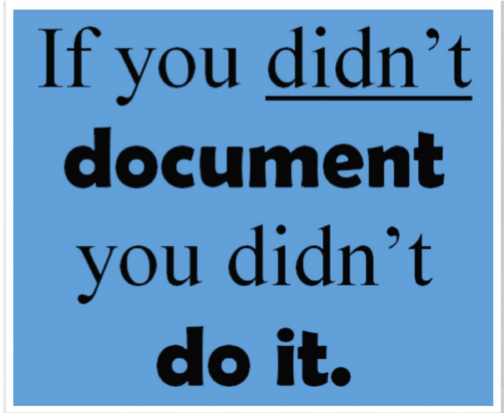 If you didn’t
document
you didn’t
do it.